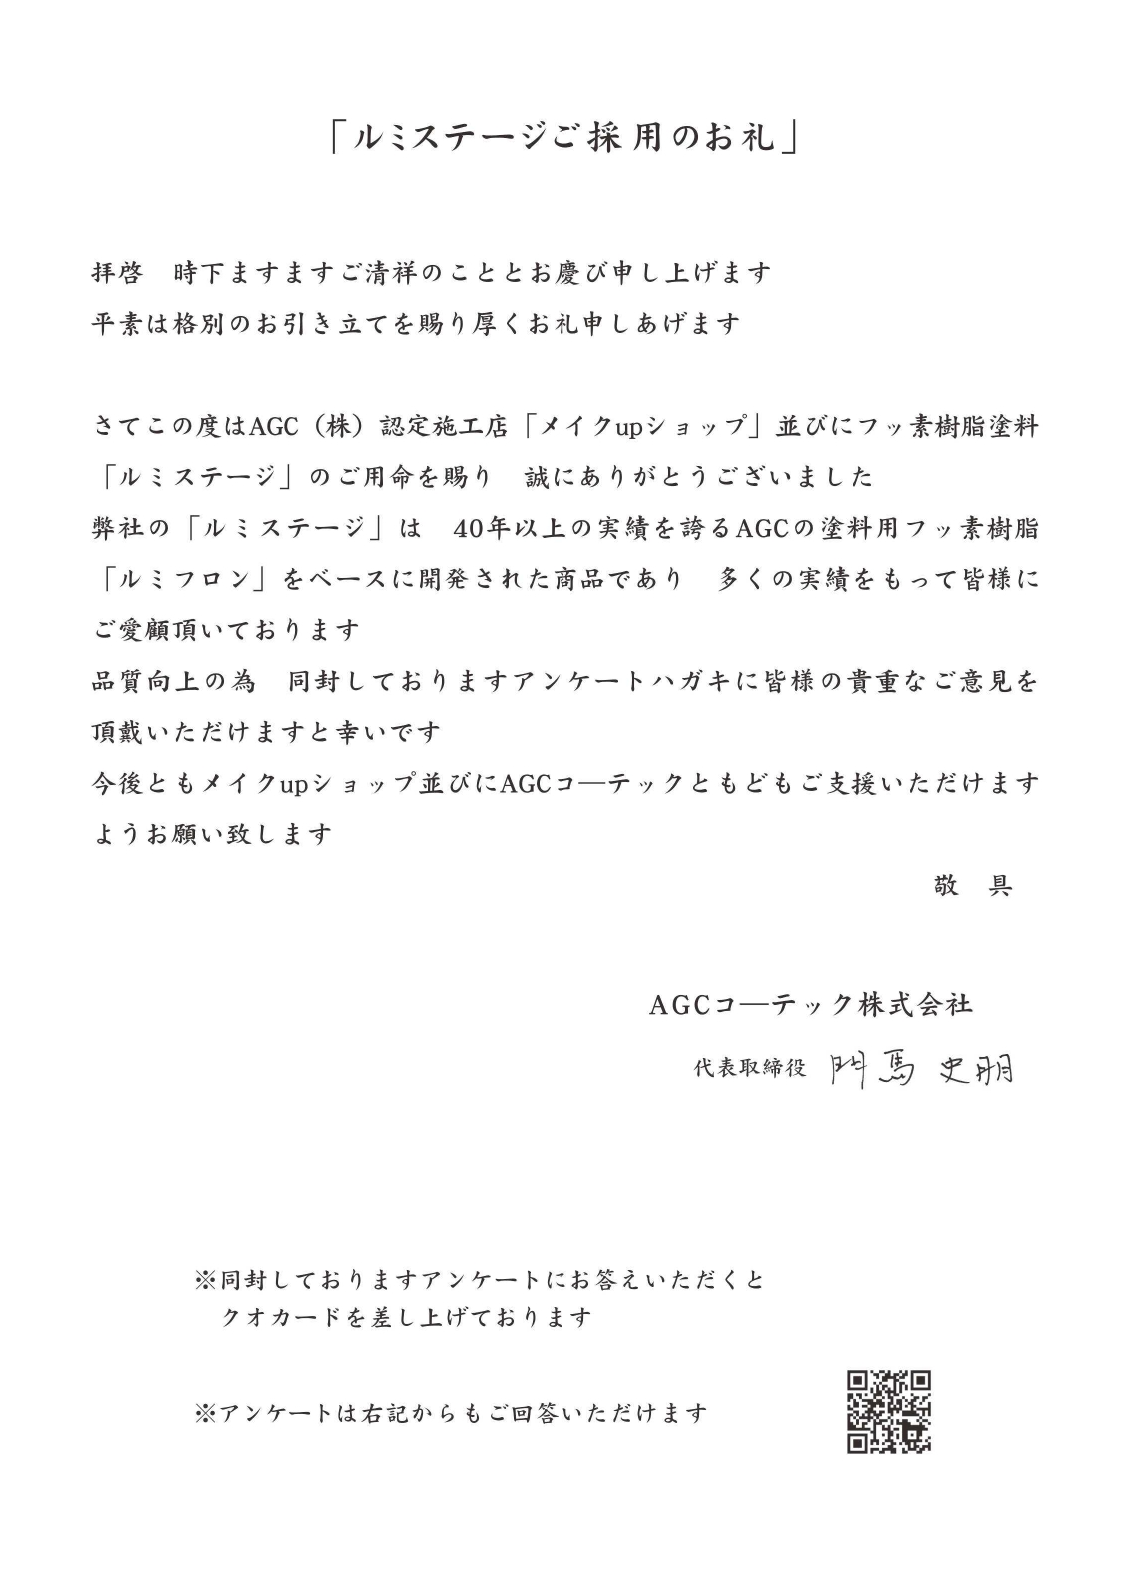 「ルミステージご採用のお礼」
拝啓　時下ますますご清祥のこととお慶び申し上げます
平素は格別のお引き立てを賜り厚くお礼申しあげます
さてこの度はAGC（株）認定施工店「メイクupショップ」並びにフッ素樹脂塗料
「ルミステージ」のご用命を賜り　誠にありがとうございました
弊社の「ルミステージ」は　40年以上の実績を誇るAGCの塗料用フッ素樹脂
「ルミフロン」をベースに開発された商品であり　多くの実績をもって皆様に
ご愛顧頂いております
品質向上の為　同封しておりますアンケートハガキに皆様の貴重なご意見を
頂戴いただけますと幸いです
今後ともメイクupショップ並びにAGCコ―テックともどもご支援いただけます
ようお願い致します
敬　具
AGCコ―テック株式会社
代表取締役　門馬 史朗
※同封しておりますアンケートにお答えいただくと
クオカードを差し上げております
※アンケートは右記からもご回答いただけます